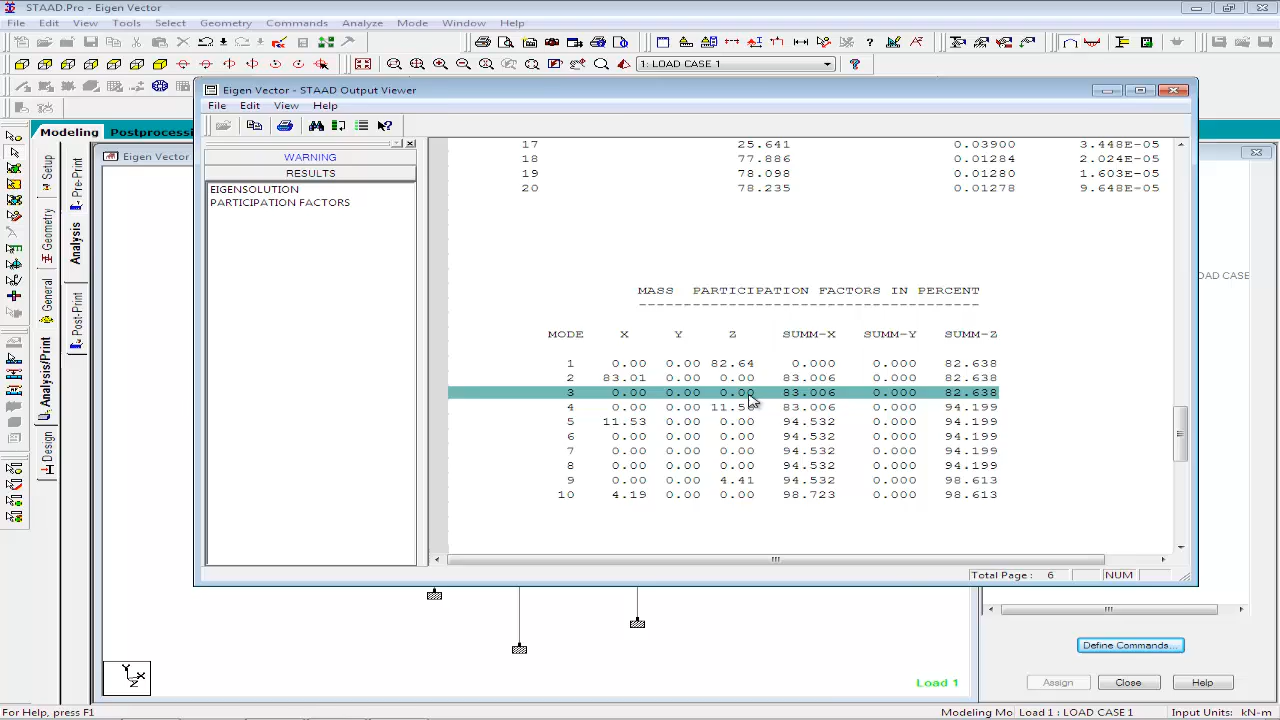 STAAD.Pro - Eigen Vector
File Edit View Tools Select Geometry Commands Analyze Mode Window Help
1: LOAD CASE 1
Modeling Postprocessi
Eigen Vector
Setup
Geometry
General
Analysis/Print
Design
Pre-Print
Analysis
Post-Print
Eigen Vector - STAAD Output Viewer
File Edit View Help
WARNING
RESULTS
EIGENSOLUTION
PARTICIPATION FACTORS
17 25.641 0.03900 3.448E-05
18 77.886 0.01284 2.024E-05
19 78.098 0.01280 1.603E-05
20 78.235 0.01278 9.648E-05
MASS PARTICIPATION FACTORS IN PERCENT
--------------------------------------
MODE X Y Z SUMM-X SUMM-Y SUMM-Z
1 0.00 0.00 82.64 0.000 0.000 82.638
2 83.01 0.00 0.00 83.006 0.000 82.638
3 0.00 0.00 0.00 83.006 0.000 82.638
4 0.00 0.00 83.006 0.000 94.199
5 11.53 0.00 0.00 94.532 0.000 94.199
6 0.00 0.00 0.00 94.532 0.000 94.199
7 0.00 0.00 0.00 94.532 0.000 94.199
8 0.00 0.00 0.00 94.532 0.000 94.199
9 0.00 0.00 4.41 94.532 0.000 98.613
10 4.19 0.00 0.00 98.723 0.000 98.613
Total Page : 6 NUM
OAD CASE
Define Commands...
Assign Close Help
Y X Z
Load 1
For Help, press F1
Modeling Mo Load 1 : LOAD CASE 1 Input Units: kN-m